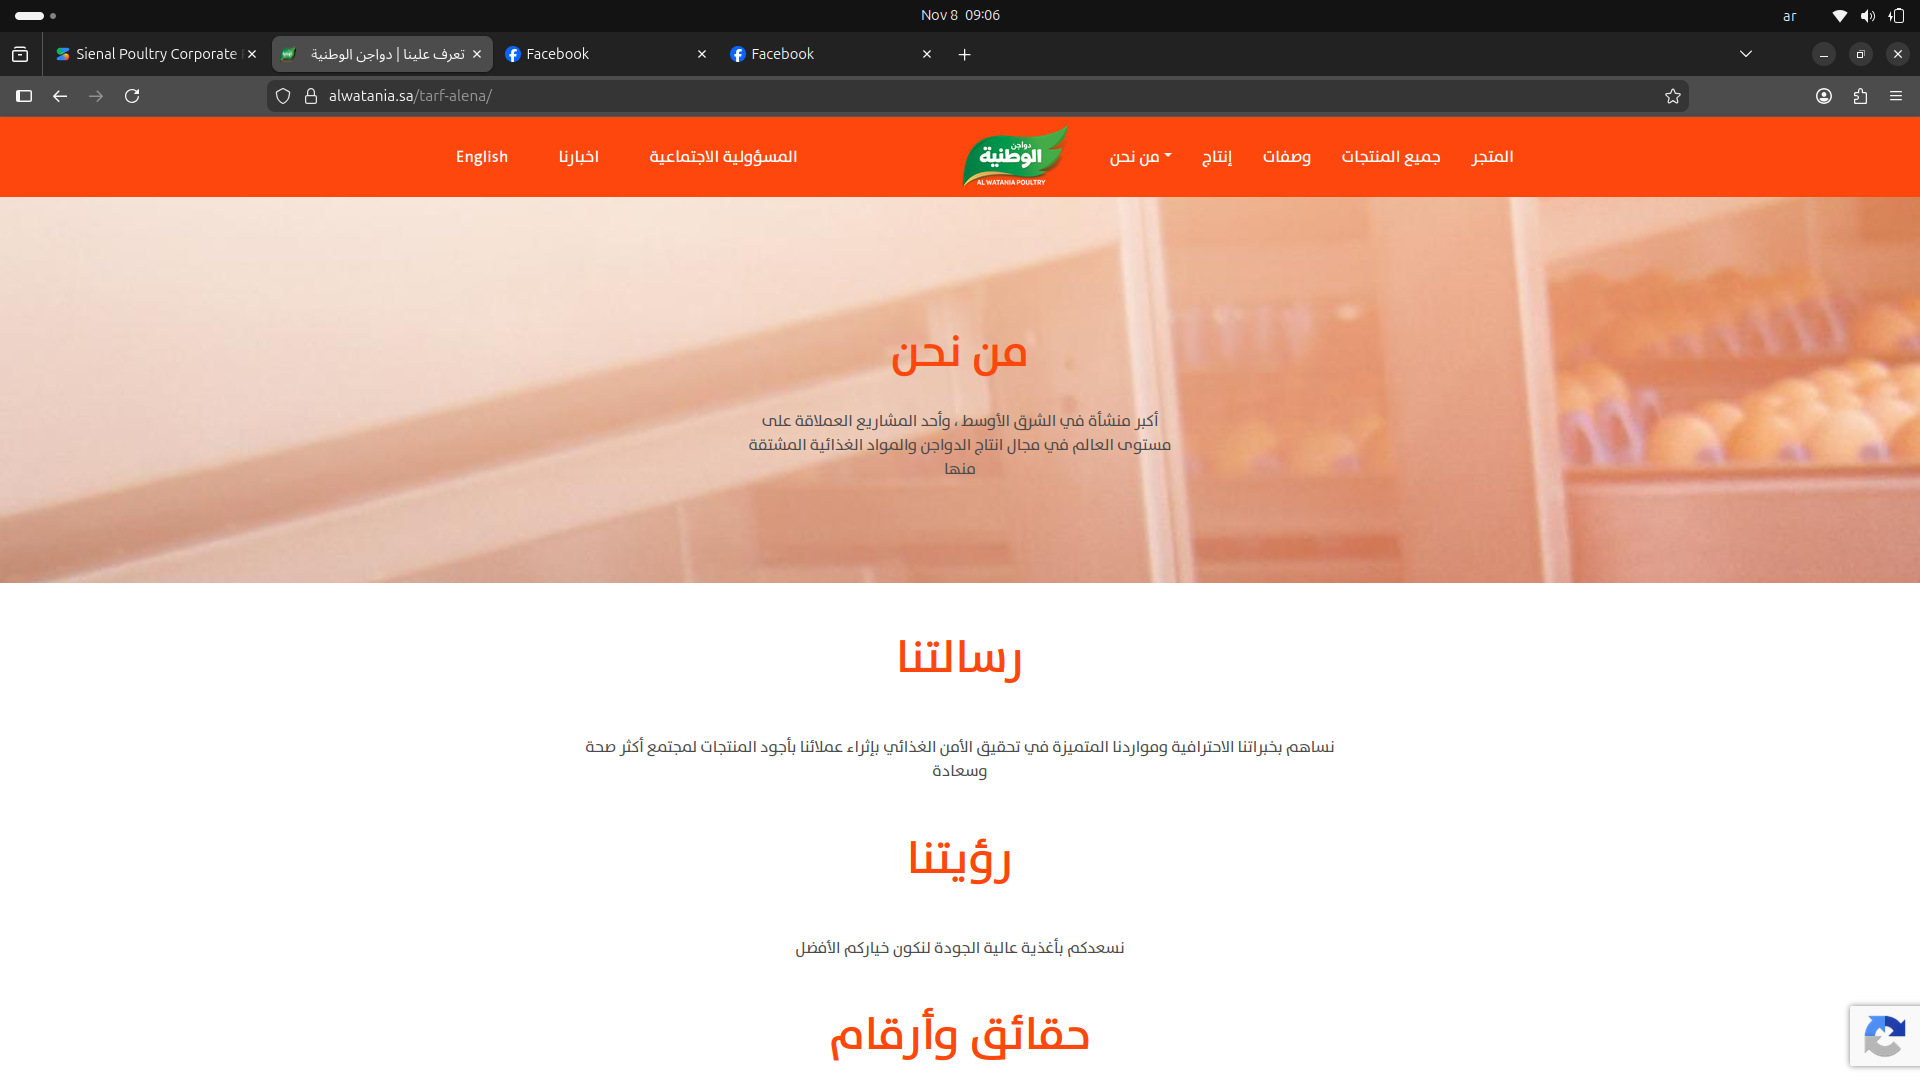 Nov 8 09:06
ar
Sienal Poultry Corporate
تعرف علينا | دواجن الوطنية
Facebook
Facebook
alwatania.sa/tarf-alena/
المتجر
جميع المنتجات
وصفات
إنتاج
من نحن
دواجن
الوطنية
AL WATANIA POULTRY
المسؤولية الاجتماعية
اخبارنا
English
من نحن
أكبر منشأة في الشرق الأوسط ، وأحد المشاريع العملاقة على
مستوى العالم في مجال انتاج الدواجن والمواد الغذائية المشتقة
منها
رسالتنا
نساهم بخبراتنا الاحترافية ومواردنا المتميزة في تحقيق الأمن الغذائي بإثراء عملائنا بأجود المنتجات لمجتمع أكثر صحة
وسعادة
رؤيتنا
نسعدكم بأغذية عالية الجودة لنكون خياركم الأفضل
حقائق وأرقام